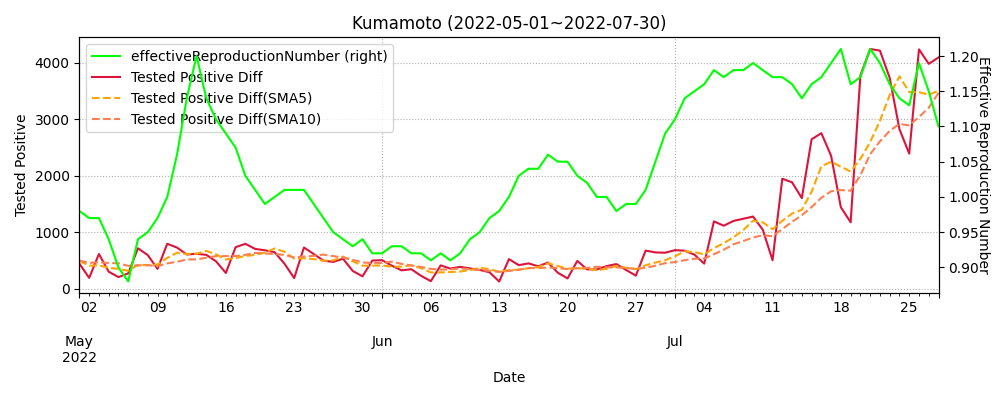 Kumamoto (2022-05-01~2022-07-30)
effectiveReproductionNumber (right)
Tested Positive Diff
Tested Positive Diff(SMA5)
Tested Positive Diff(SMA10)
Tested Positive
4000
3000
2000
1000
0
1.20
1.15
1.10
1.05
1.00
0.95
0.90
Effective Reproduction Number
02 09 16 23 30 06 13 20 27 04 11 18 25
May Jun Jul
2022
Date